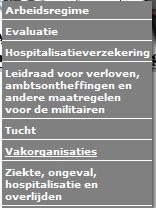 Arbeidsregime
Evaluatie
Hospitalisatieverzekering
Leidraad voor verloven,
ambtsontheffingen en
andere maatregelen
voor de militairen
Tucht
Vakorganisaties
Ziekte, ongeval,
hospitalisatie en
overlijden